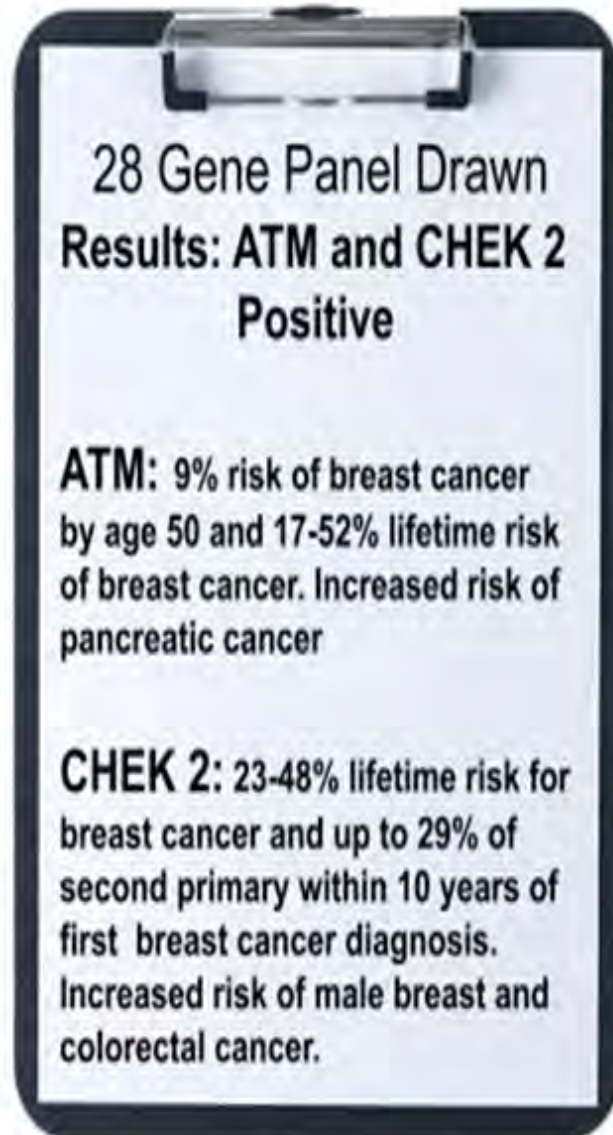 28 Gene Panel Drawn
Results: ATM and CHEK 2
Positive
ATM: 9% risk of breast cancer
by age 50 and 17-52% lifetime risk
of breast cancer. Increased risk of
pancreatic cancer
CHEK 2: 23-48% lifetime risk for
breast cancer and up to 29% of
second primary within 10 years of
first breast cancer diagnosis.
Increased risk of male breast and
colorectal cancer.